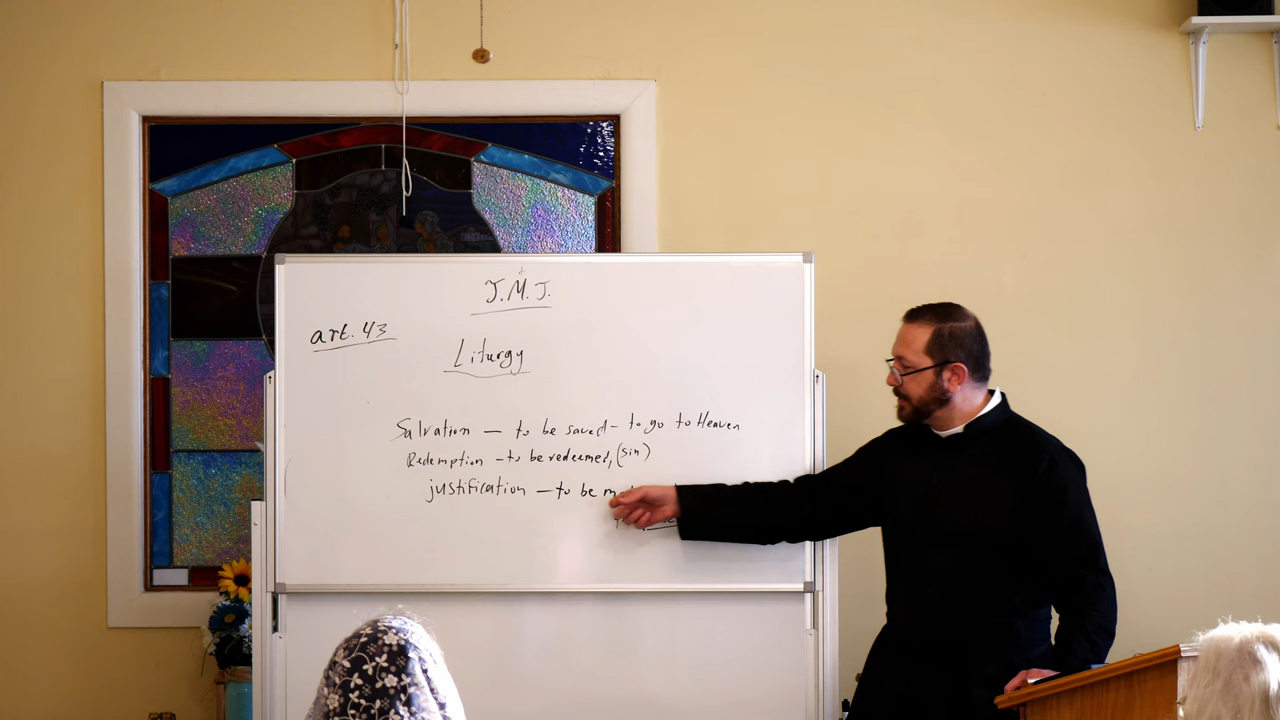 J.M.J.
art. 43
Liturgy
Salvation — to be saved - to go to Heaven
Redemption - to be redeemed, (sin)
justification — to be